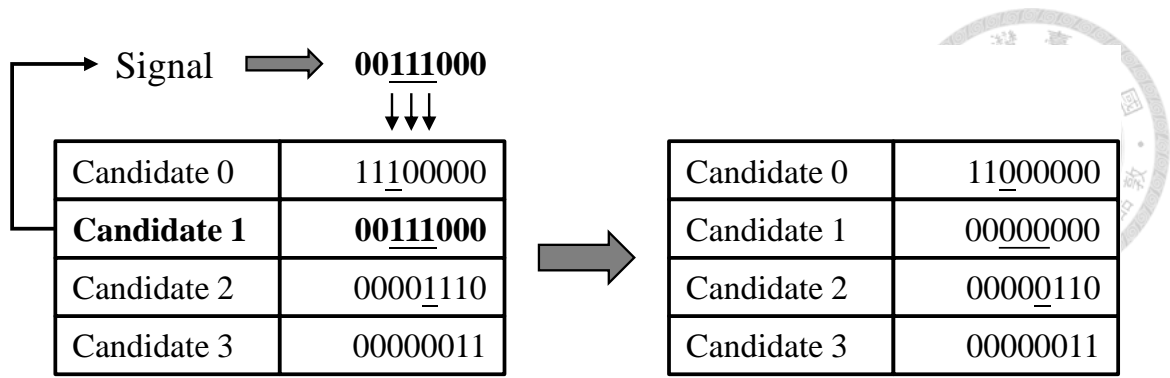 Signal 00111000
Candidate 0 11100000
Candidate 1 00111000
Candidate 2 00001110
Candidate 3 00000011
Candidate 0 11000000
Candidate 1 00000000
Candidate 2 00000110
Candidate 3 00000011